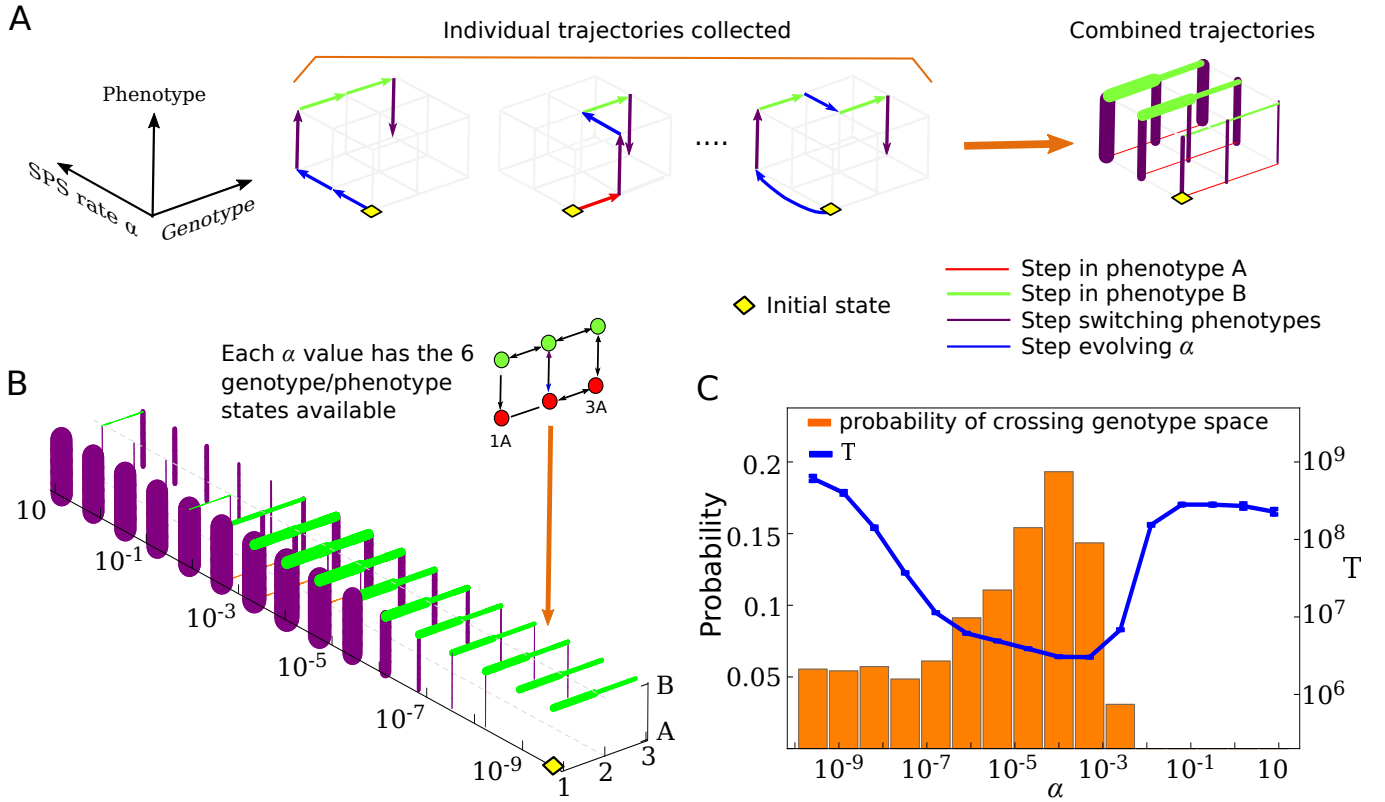 A
Individual trajectories collected
Combined trajectories
Phenotype
SPS rate α
Genotype
....
Step in phenotype A
Step in phenotype B
Step switching phenotypes
Step evolving α
Initial state
B
Each α value has the 6
genotype/phenotype
states available
1A
3A
10
10-1
10-3
10-5
10-7
10-9
1
2
3
A
B
C
probability of crossing genotype space
T
Probability
0.2
0.15
0.1
0.05
10⁹
10⁸
10⁷
10⁶
T
10-9
10-7
10-5
10-3
10-1
10
α